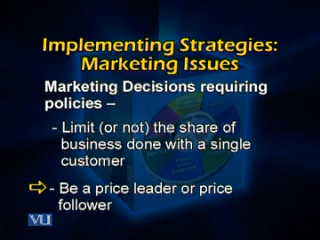 Implementing Strategies:
Marketing Issues
Marketing Decisions requiring
policies –
- Limit (or not) the share of
business done with a single
customer
- Be a price leader or price
follower
VU